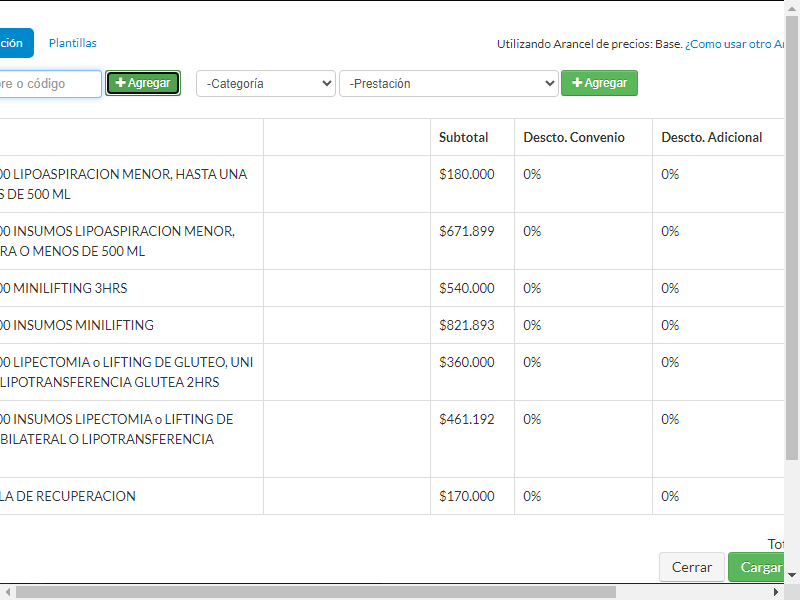 ción
Plantillas
Utilizando Arancel de precios: Base. ¿Como usar otro A
re o código
Agregar
-Categoría
-Prestación
Agregar
Subtotal
Descto. Convenio
Descto. Adicional
00 LIPOASPIRACION MENOR, HASTA UNA
S DE 500 ML
$180.000
0%
0%
00 INSUMOS LIPOASPIRACION MENOR,
RA O MENOS DE 500 ML
$671.899
0%
0%
00 MINILIFTING 3HRS
$540.000
0%
0%
00 INSUMOS MINILIFTING
$821.893
0%
0%
00 LIPECTOMIA o LIFTING DE GLUTEO, UNI
LIPOTRANSFERENCIA GLUTEA 2HRS
$360.000
0%
0%
00 INSUMOS LIPECTOMIA o LIFTING DE
BILATERAL O LIPOTRANSFERENCIA
$461.192
0%
0%
LA DE RECUPERACION
$170.000
0%
0%
Tot
Cerrar
Cargar